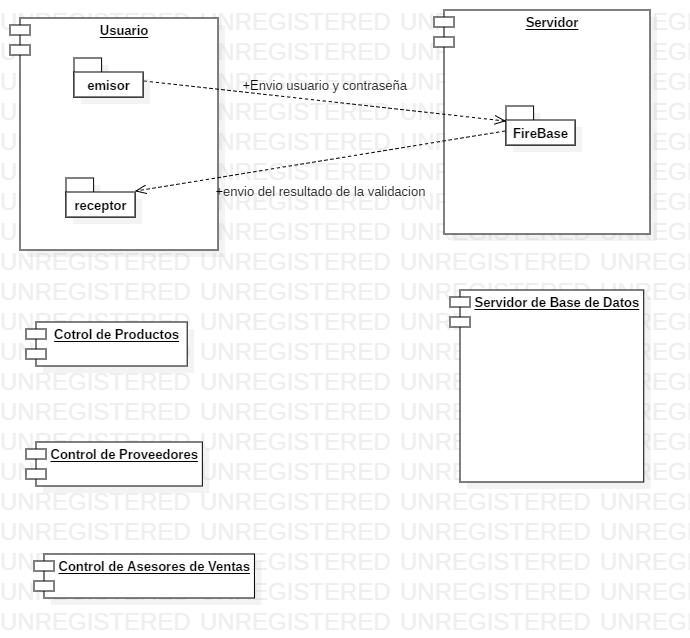 Usuario
Servidor
emisor
+Envio usuario y contraseña
FireBase
+envio del resultado de la validacion
receptor
Servidor de Base de Datos
Cotrol de Productos
Control de Proveedores
Control de Asesores de Ventas
UNREGISTERED